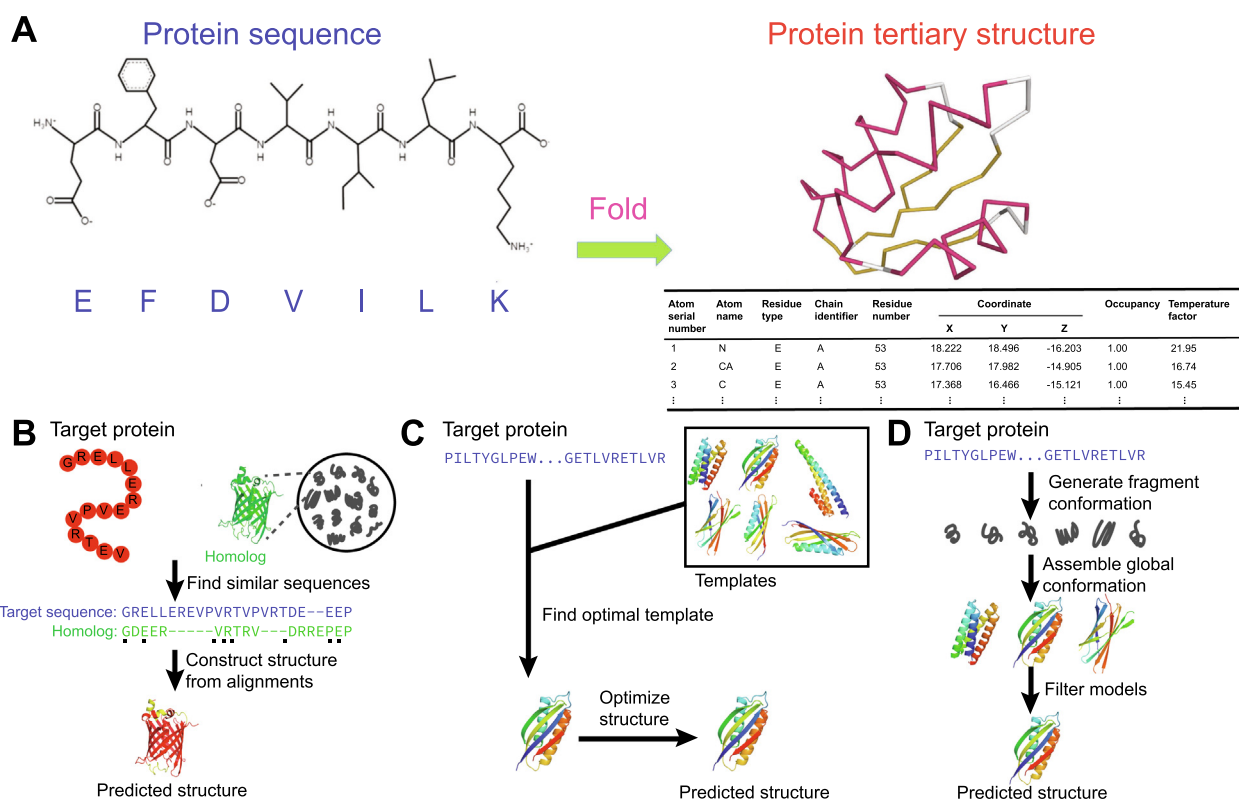 A
Protein sequence
Protein tertiary structure
H₃N⁺
O
N
H
O
O⁻
O
H
N
O
O⁻
O
N
H
O
H
N
O
N
H
O
H
N
O
O⁻
NH₃⁺
Fold
E F D V I L K
Atom serial number
Atom name
Residue type
Chain identifier
Residue number
Coordinate
X Y Z
Occupancy
Temperature factor
1 N E A 53 18.222 18.496 -16.203 1.00 21.95
2 CA E A 53 17.706 17.982 -14.905 1.00 16.74
3 C E A 53 17.368 16.466 -15.121 1.00 15.45
⋮ ⋮ ⋮ ⋮ ⋮ ⋮ ⋮ ⋮ ⋮ ⋮
B
Target protein
GRELLEREVPVRTEV
Homolog
Find similar sequences
Target sequence: GRELLEREVPVRTVPVRTDE--EEP
Homolog: GDEER-----VRTRV---DRREPEP
Construct structure
from alignments
Predicted structure
C
Target protein
PILTYGLPEW...GETLVRETLVR
Templates
Find optimal template
Optimize
structure
Predicted structure
D
Target protein
PILTYGLPEW...GETLVRETLVR
Generate fragment
conformation
Assemble global
conformation
Filter models
Predicted structure